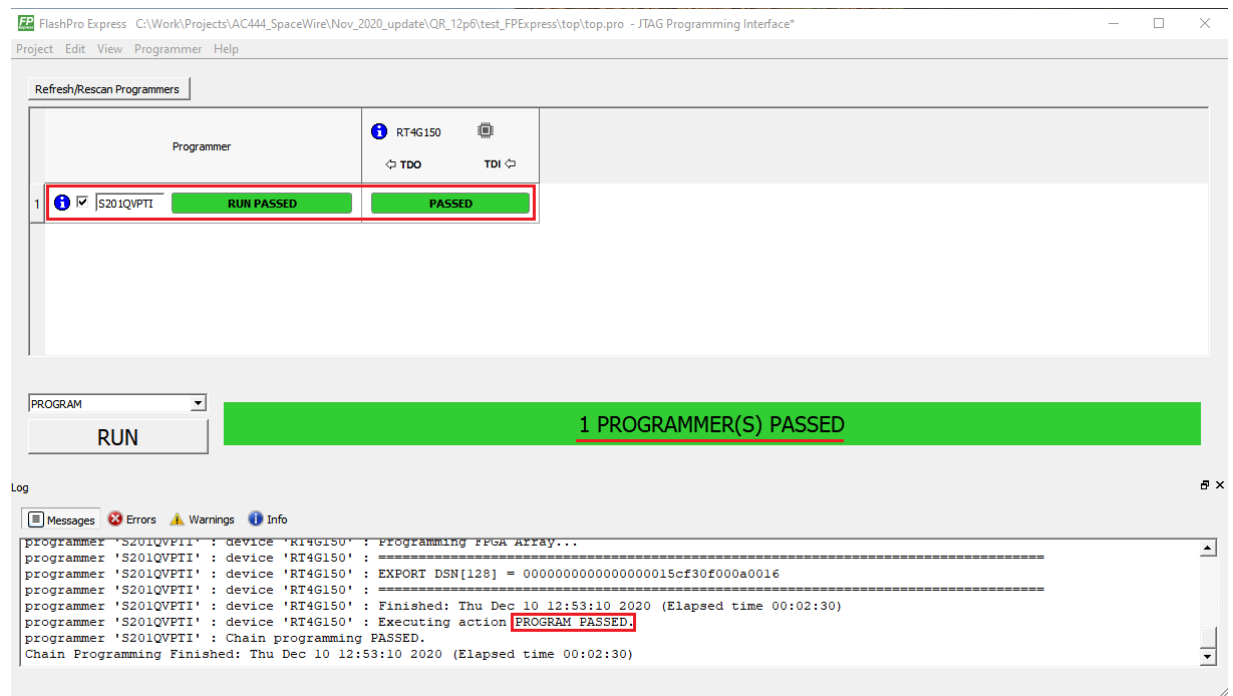 FP FlashPro Express C:\Work\Projects\AC444_SpaceWire\Nov_2020_update\QR_12p6\test_FPExpress\top\top.pro - JTAG Programming Interface*
Project Edit View Programmer Help
Refresh/Rescan Programmers
Programmer
RT4G150
TDO TDI
1 S201QVPTI RUN PASSED PASSED
PROGRAM
RUN
1 PROGRAMMER(S) PASSED
Log
Messages Errors Warnings Info
programmer 'S201QVPTI' : device 'RT4G150' : Programming FPGA Array...
programmer 'S201QVPTI' : device 'RT4G150' : ================================================================================
programmer 'S201QVPTI' : device 'RT4G150' : EXPORT DSN[128] = 0000000000000000015cf30f000a0016
programmer 'S201QVPTI' : device 'RT4G150' : ================================================================================
programmer 'S201QVPTI' : device 'RT4G150' : Finished: Thu Dec 10 12:53:10 2020 (Elapsed time 00:02:30)
programmer 'S201QVPTI' : device 'RT4G150' : Executing action PROGRAM PASSED.
programmer 'S201QVPTI' : Chain programming PASSED.
Chain Programming Finished: Thu Dec 10 12:53:10 2020 (Elapsed time 00:02:30)